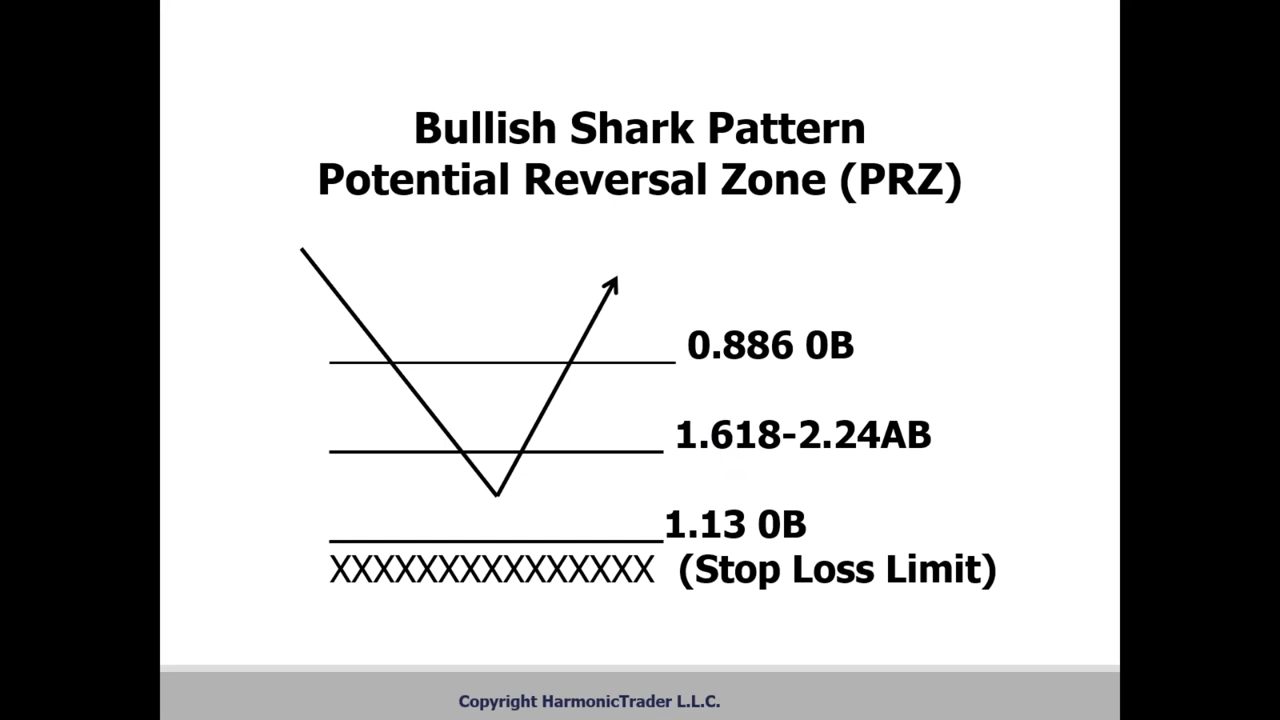 Bullish Shark Pattern
Potential Reversal Zone (PRZ)
0.886 0B
1.618-2.24AB
1.13 0B
XXXXXXXXXXXXXXX (Stop Loss Limit)
Copyright HarmonicTrader L.L.C.